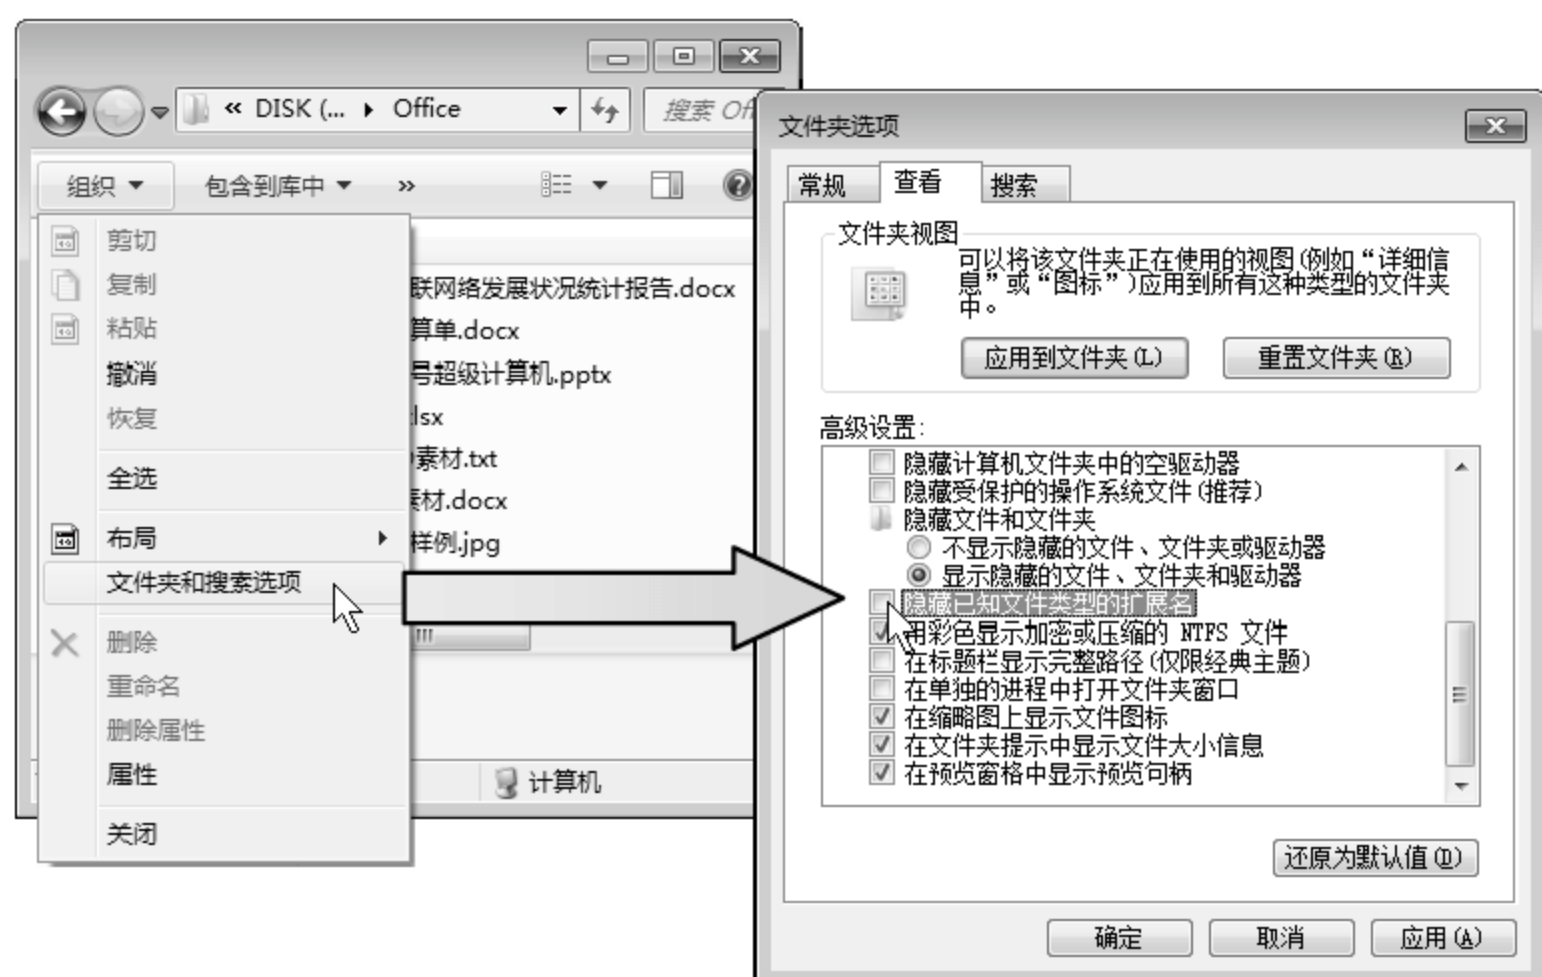 « DISK (... ▸ Office
搜索 Of
组织
包含到库中
»
剪切
复制
粘贴
撤消
恢复
全选
布局
文件夹和搜索选项
删除
重命名
删除属性
属性
关闭
联网络发展状况统计报告.docx
算单.docx
号超级计算机.pptx
lsx
素材.txt
材.docx
样例.jpg
计算机
文件夹选项
常规
查看
搜索
文件夹视图
可以将该文件夹正在使用的视图(例如“详细信
息”或“图标”)应用到所有这种类型的文件夹
中。
应用到文件夹(L)
重置文件夹(R)
高级设置:
隐藏计算机文件夹中的空驱动器
隐藏受保护的操作系统文件(推荐)
隐藏文件和文件夹
不显示隐藏的文件、文件夹或驱动器
显示隐藏的文件、文件夹和驱动器
隐藏已知文件类型的扩展名
用彩色显示加密或压缩的 NTFS 文件
在标题栏显示完整路径(仅限经典主题)
在单独的进程中打开文件夹窗口
在缩略图上显示文件图标
在文件夹提示中显示文件大小信息
在预览窗格中显示预览句柄
还原为默认值(D)
确定
取消
应用(A)